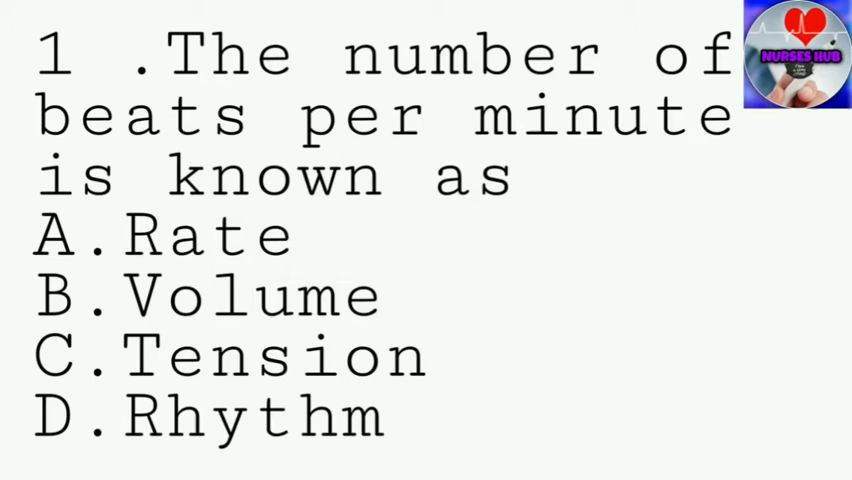 1 .The number of
beats per minute
is known as
A.Rate
B.Volume
C.Tension
D.Rhythm
NURSES HUB